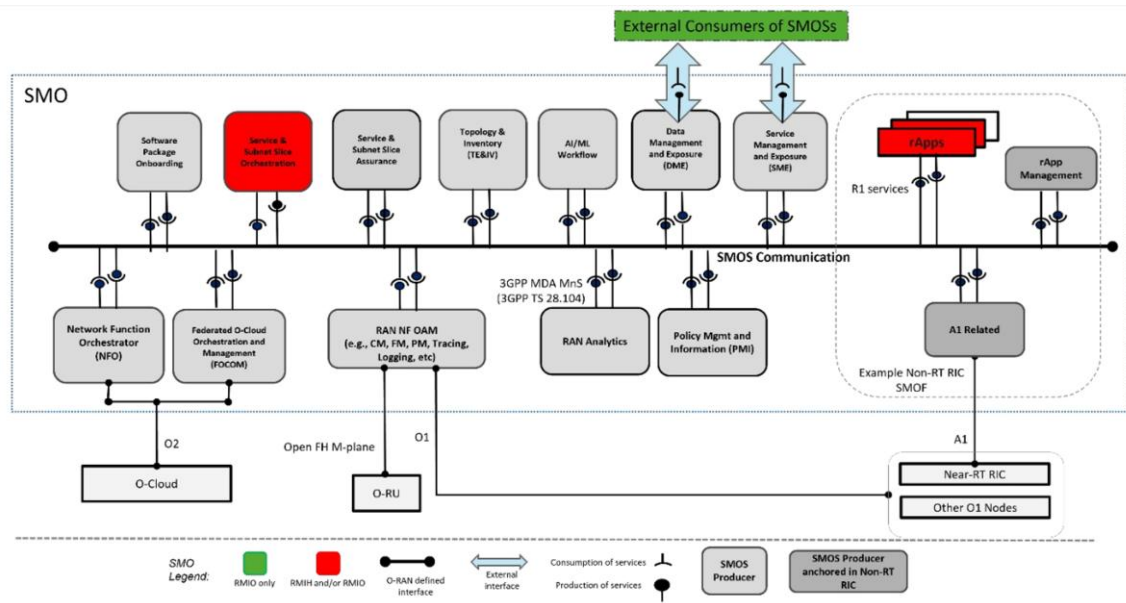 External Consumers of SMOSs
SMO
Software
Package
Onboarding
Service &
Subnet Slice
Orchestration
Service &
Subnet Slice
Assurance
Topology &
Inventory
(TE&IV)
AI/ML
Workflow
Data
Management
and Exposure
(DME)
Service
Management
and Exposure
(SME)
rApps
rApp
Management
R1 services
SMOS Communication
3GPP MDA MnS
(3GPP TS 28.104)
Network Function
Orchestrator
(NFO)
Federated O-Cloud
Orchestration and
Management
(FOCOM)
RAN NF OAM
(e.g., CM, FM, PM, Tracing,
Logging, etc)
RAN Analytics
Policy Mgmt and
Information (PMI)
A1 Related
Example Non-RT RIC
SMOF
O2
Open FH M-plane
O1
A1
O-Cloud
O-RU
Near-RT RIC
Other O1 Nodes
SMO
Legend:
RMIO only
RMIH and/or RMIO
O-RAN defined
interface
External
interface
Consumption of services
Production of services
SMOS
Producer
SMOS Producer
anchored in Non-RT
RIC